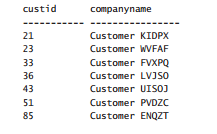 custid companyname
------------ -----------------
21 Customer KIDPX
23 Customer WVFAF
33 Customer FVXPQ
36 Customer LVJSO
43 Customer UISOJ
51 Customer PVDZC
85 Customer ENQZT